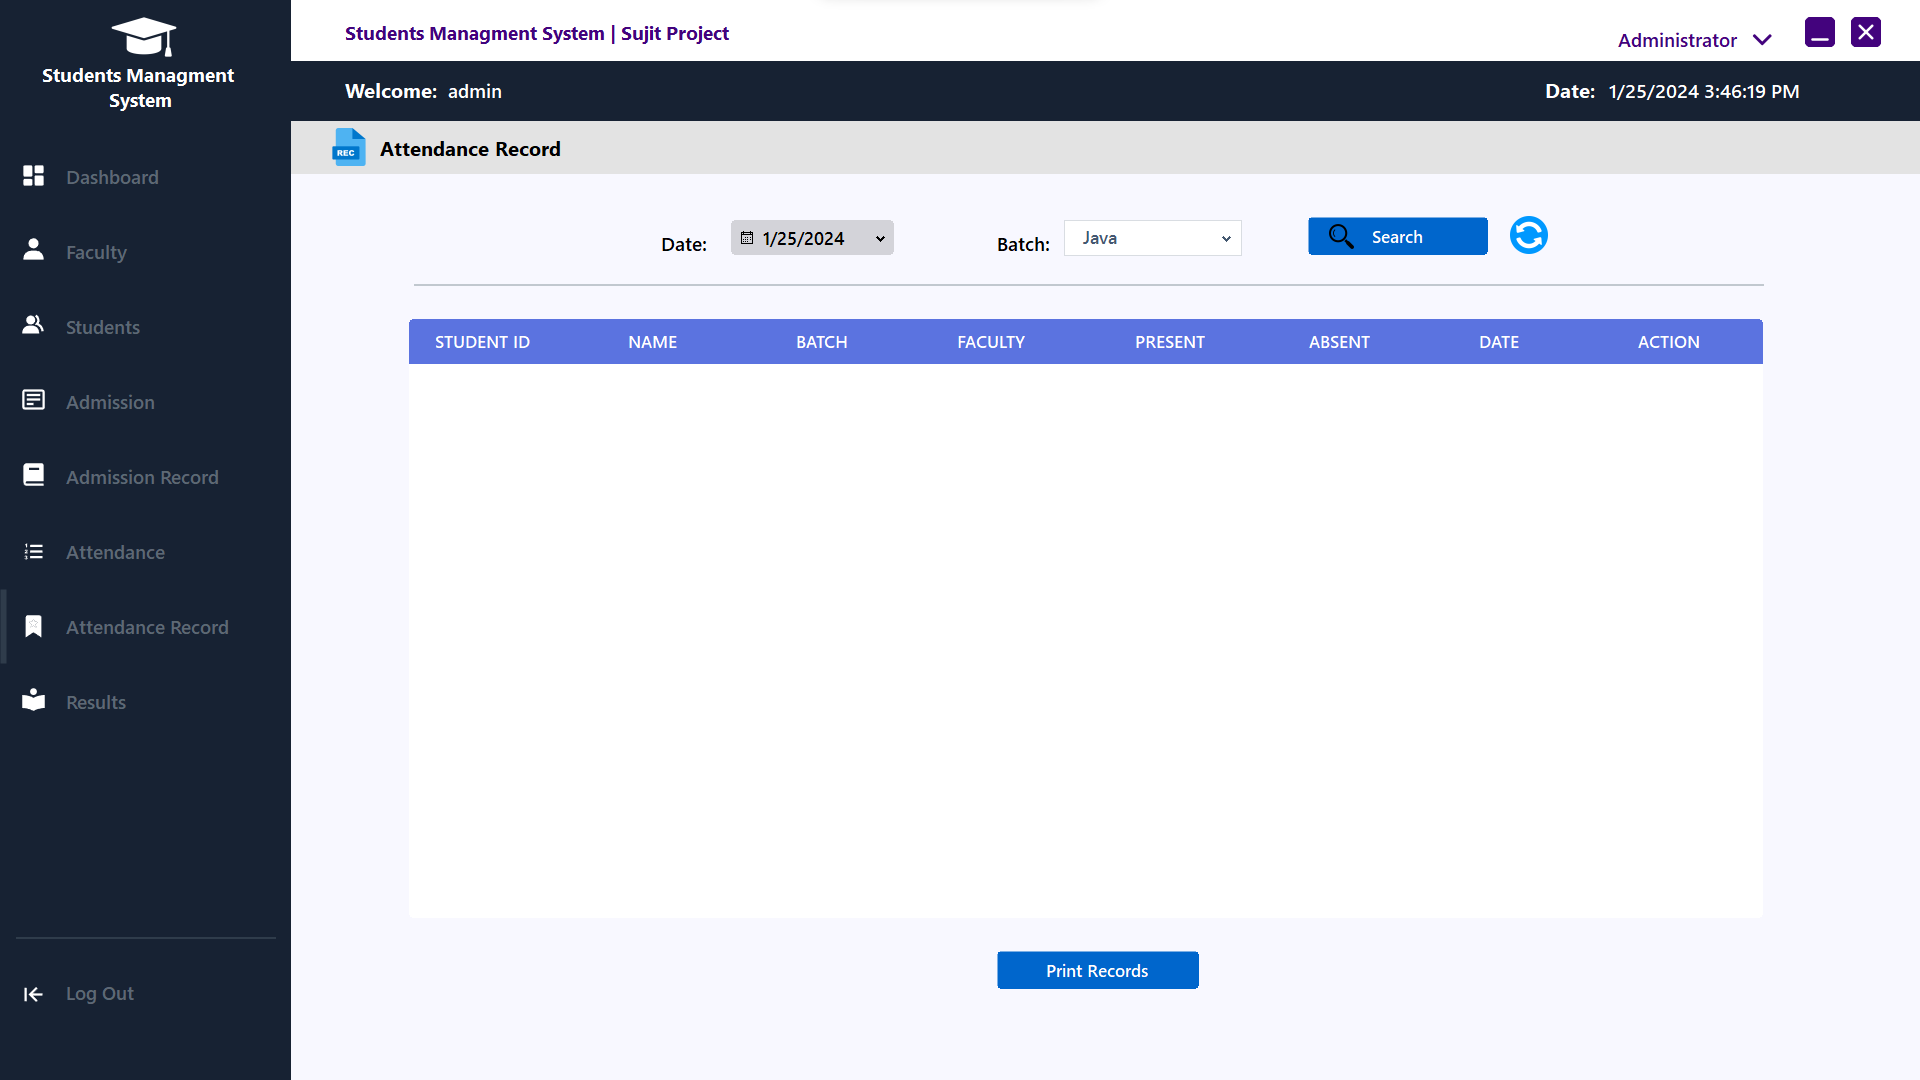 Students Managment
System
Dashboard
Faculty
Students
Admission
Admission Record
Attendance
Attendance Record
Results
Log Out
Students Managment System | Sujit Project
Administrator
Welcome: admin
Date: 1/25/2024 3:46:19 PM
REC
Attendance Record
Date: 1/25/2024 Batch: Java Search
STUDENT ID NAME BATCH FACULTY PRESENT ABSENT DATE ACTION
Print Records